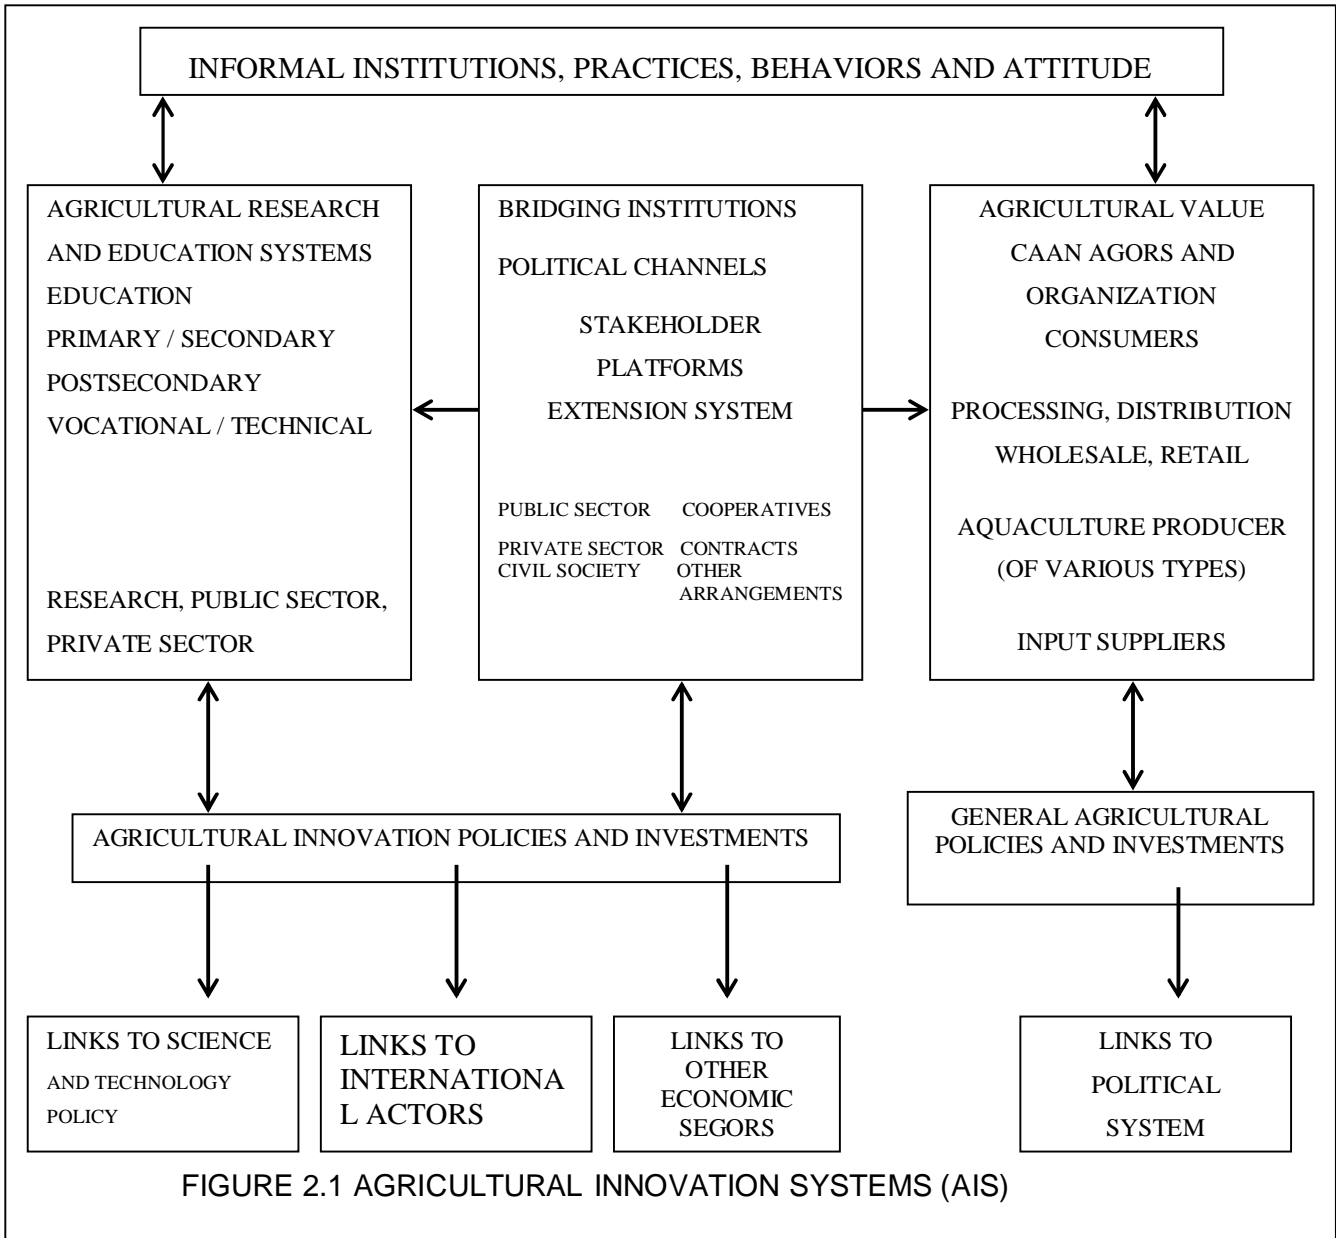 INFORMAL INSTITUTIONS, PRACTICES, BEHAVIORS AND ATTITUDE
AGRICULTURAL RESEARCH
AND EDUCATION SYSTEMS
EDUCATION
PRIMARY / SECONDARY
POSTSECONDARY
VOCATIONAL / TECHNICAL
RESEARCH, PUBLIC SECTOR,
PRIVATE SECTOR
BRIDGING INSTITUTIONS
POLITICAL CHANNELS
STAKEHOLDER
PLATFORMS
EXTENSION SYSTEM
PUBLIC SECTOR COOPERATIVES
PRIVATE SECTOR CONTRACTS
CIVIL SOCIETY OTHER
ARRANGEMENTS
AGRICULTURAL VALUE
CAAN AGORS AND
ORGANIZATION
CONSUMERS
PROCESSING, DISTRIBUTION
WHOLESALE, RETAIL
AQUACULTURE PRODUCER
(OF VARIOUS TYPES)
INPUT SUPPLIERS
AGRICULTURAL INNOVATION POLICIES AND INVESTMENTS
GENERAL AGRICULTURAL
POLICIES AND INVESTMENTS
LINKS TO SCIENCE
AND TECHNOLOGY
POLICY
LINKS TO
INTERNATIONA
L ACTORS
LINKS TO
OTHER
ECONOMIC
SEGORS
LINKS TO
POLITICAL
SYSTEM
FIGURE 2.1 AGRICULTURAL INNOVATION SYSTEMS (AIS)